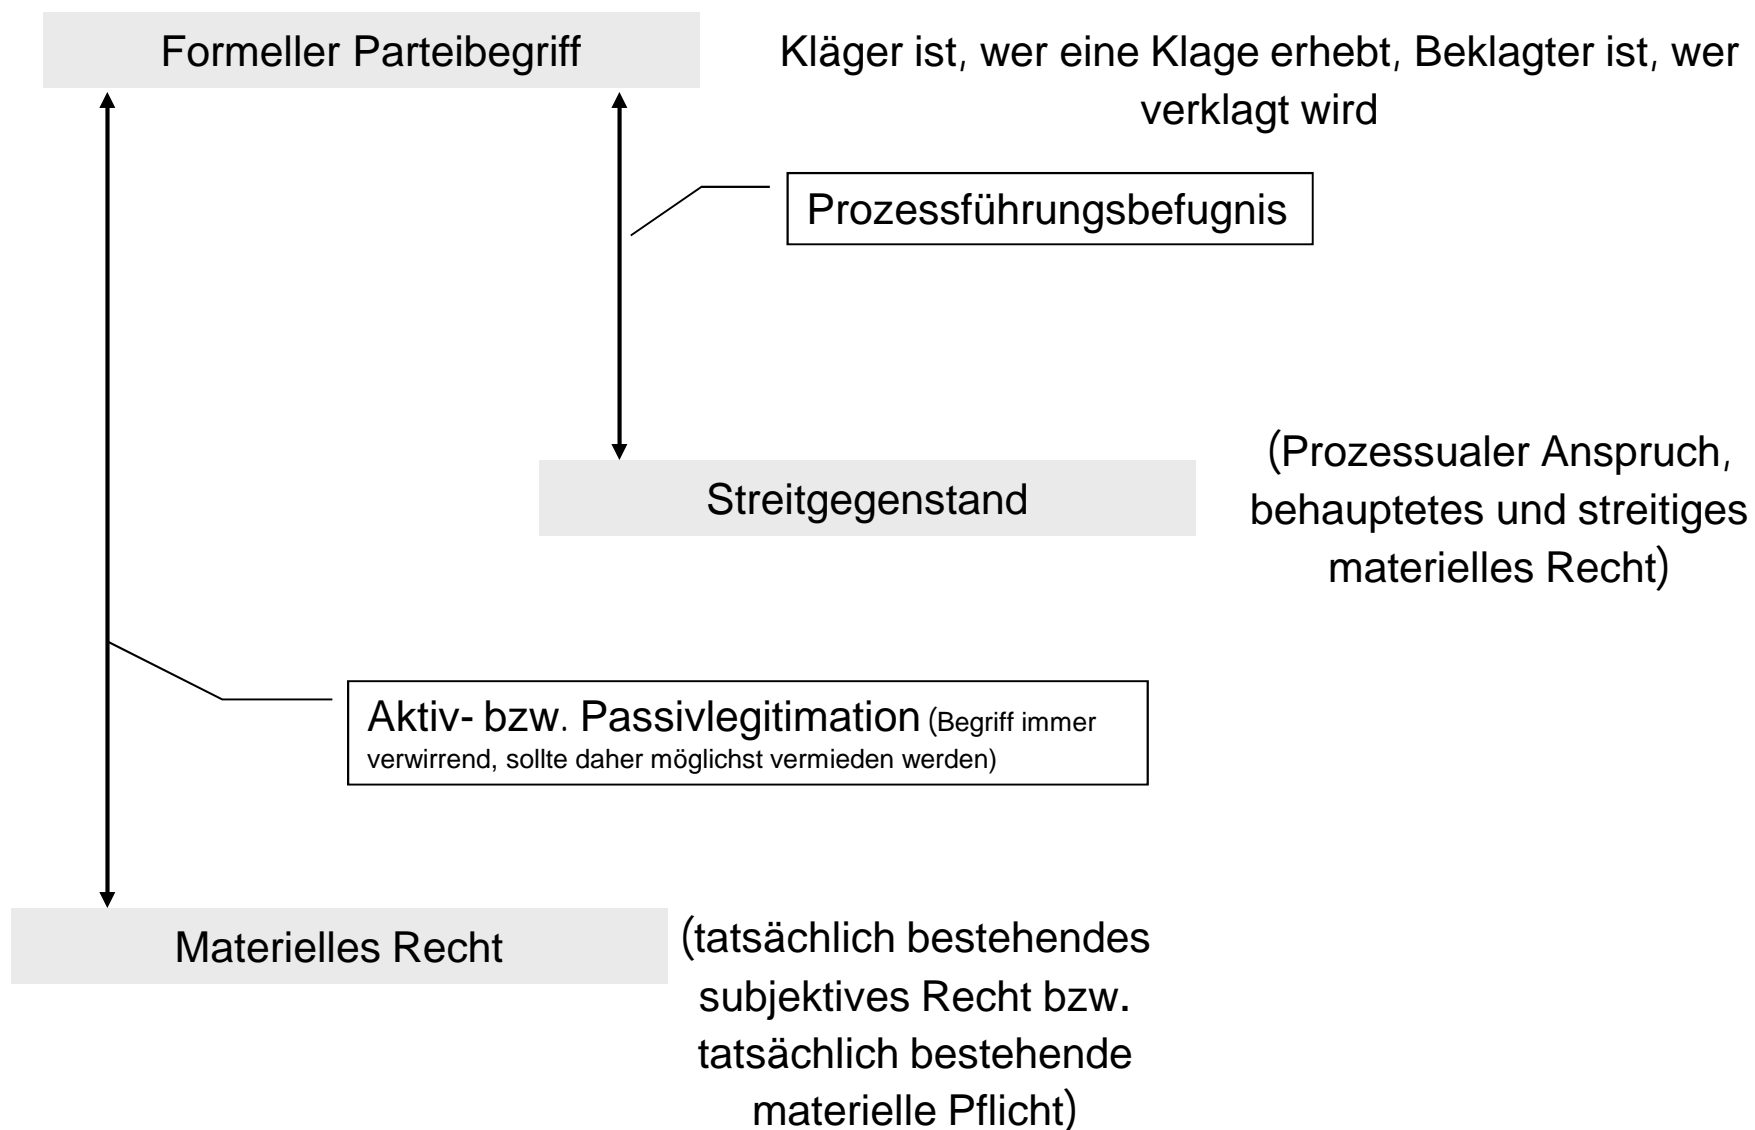 Formeller Parteibegriff
Kläger ist, wer eine Klage erhebt, Beklagter ist, wer
verklagt wird
Prozessführungsbefugnis
Streitgegenstand
(Prozessualer Anspruch,
behauptetes und streitiges
materielles Recht)
Aktiv- bzw. Passivlegitimation (Begriff immer
verwirrend, sollte daher möglichst vermieden werden)
Materielles Recht
(tatsächlich bestehendes
subjektives Recht bzw.
tatsächlich bestehende
materielle Pflicht)